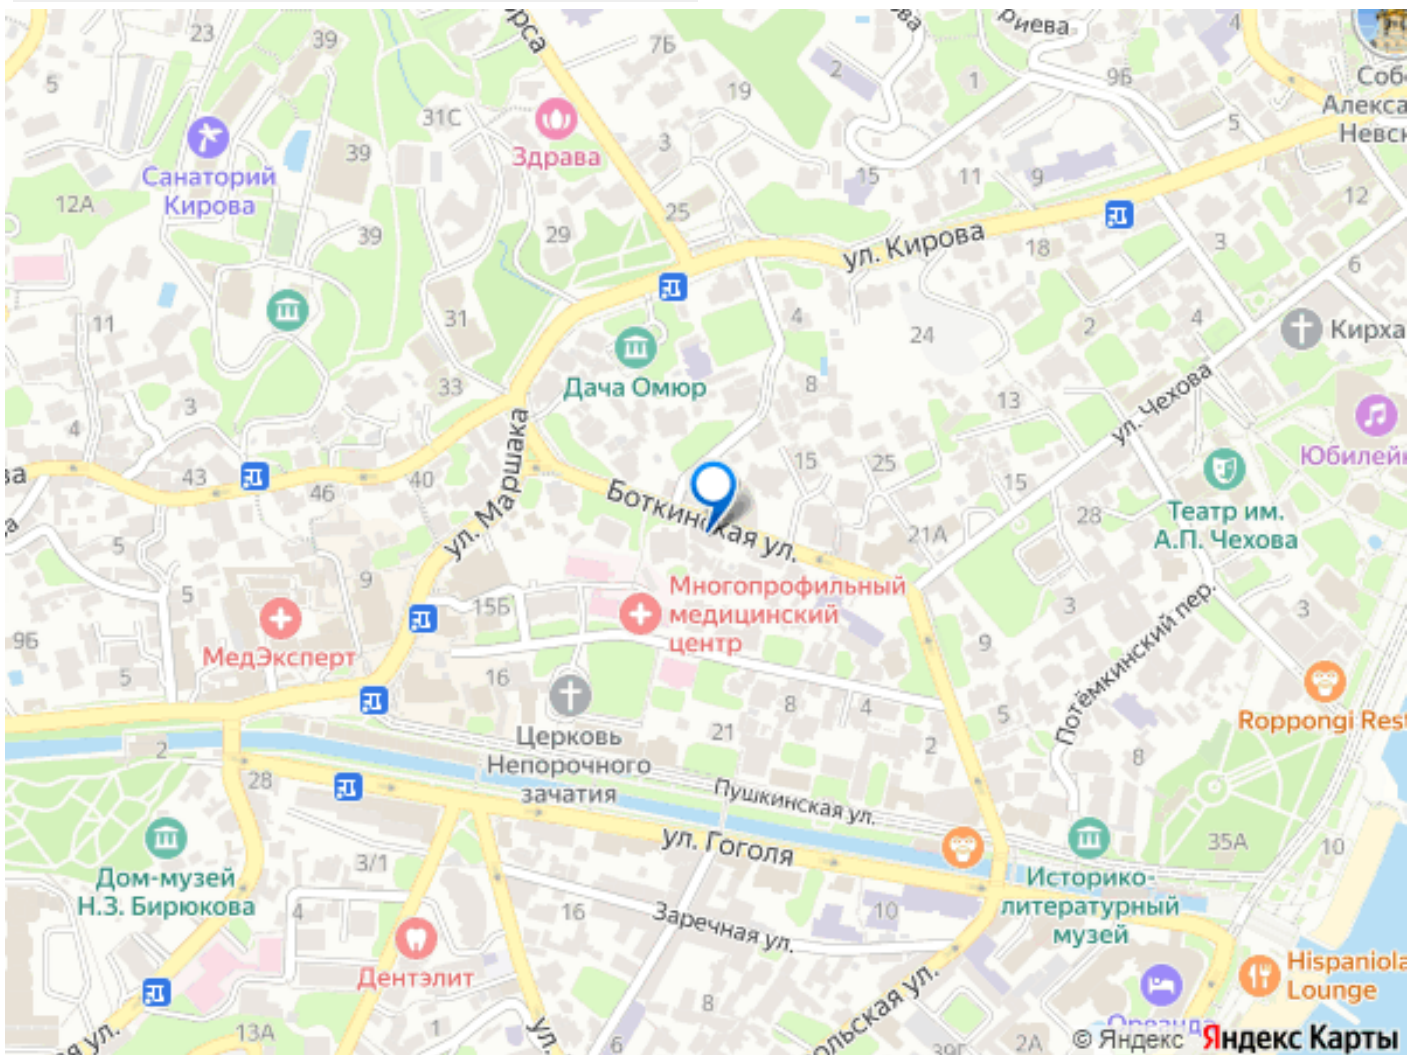 23
39
7Б
риева
4
19
2
1
9Б
Собо
Алекса
Невск
5
31С
5
Здрава
3
39
Санаторий
Кирова
12А
15
11
9
12
25
39
29
ул. Кирова
18
3
6
11
31
4
24
2
4
Кирха
Дача Омюр
33
8
3
13
ул. Чехова
4
Юбилейн
43
46
40
ул. Маршака
15
25
15
Боткинская ул.
28
Театр им.
А.П. Чехова
21А
5
9
5
15Б
Многопрофильный
медицинский
центр
3
3
9
9Б
МедЭксперт
5
16
Потёмкинский пер.
8
4
5
Roppongi Rest
21
2
8
Церковь
Непорочного
зачатия
2
28
Пушкинская ул.
ул. Гоголя
35А
10
3/1
Дом-музей
Н.З. Бирюкова
4
Историко-
литературный
музей
16
10
Заречная ул.
Дентэлит
Hispaniola
Lounge
8
13А
1
ул.
6
ольская ул.
39Г
2А
Ореанда
© Яндекс Яндекс Карты